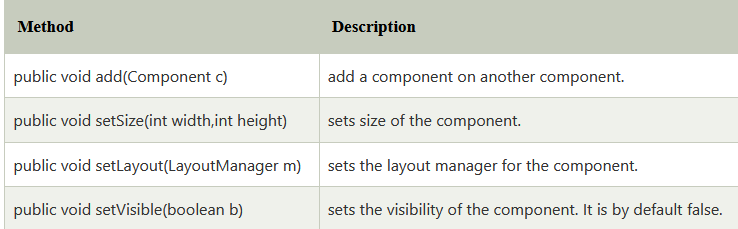 Method Description
public void add(Component c) add a component on another component.
public void setSize(int width,int height) sets size of the component.
public void setLayout(LayoutManager m) sets the layout manager for the component.
public void setVisible(boolean b) sets the visibility of the component. It is by default false.